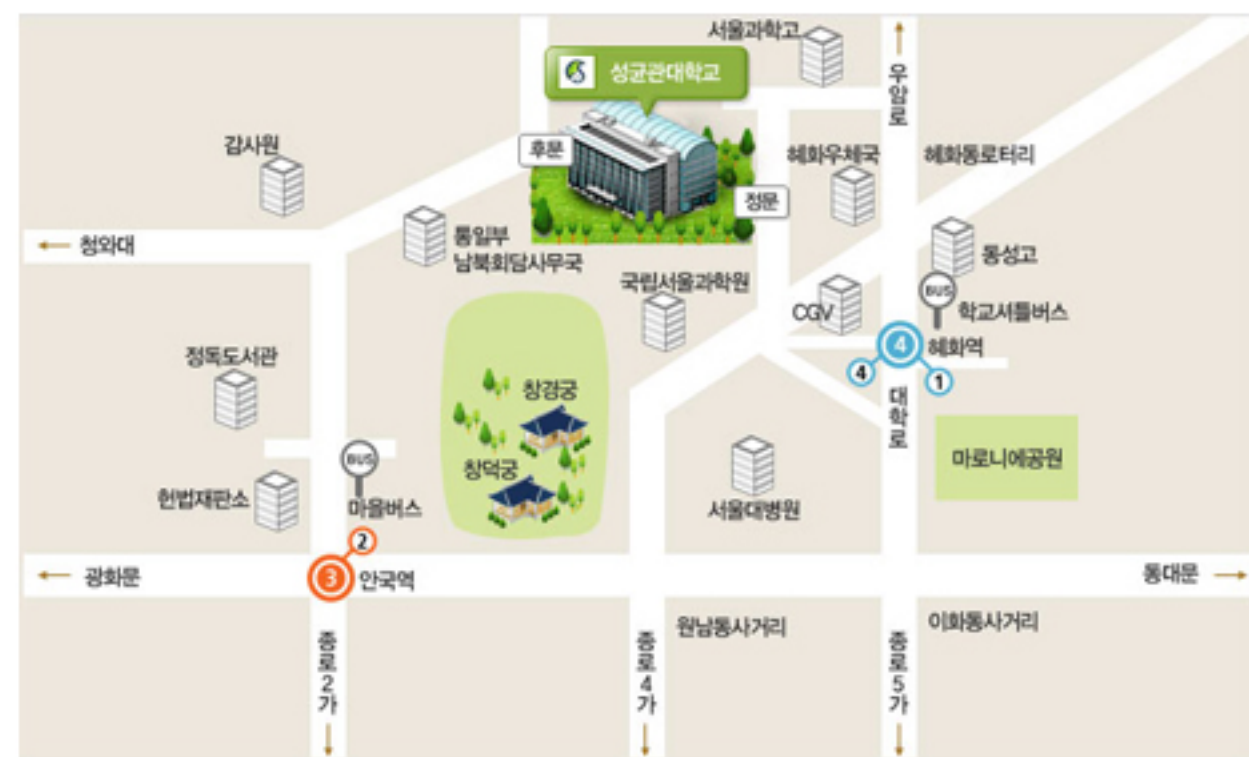 서울과학고
성균관대학교
우암로
감사원
후문
혜화우체국
혜화동로터리
정문
청와대
통일부
남북회담사무국
동성고
국립서울과학원
BUS
CGV
학교셔틀버스
4
혜화역
정독도서관
4
1
창경궁
대학로
BUS
창덕궁
마로니에공원
헌법재판소
마을버스
서울대병원
2
광화문
3
안국역
동대문
원남동사거리
이화동사거리
종로2가
종로4가
종로5가